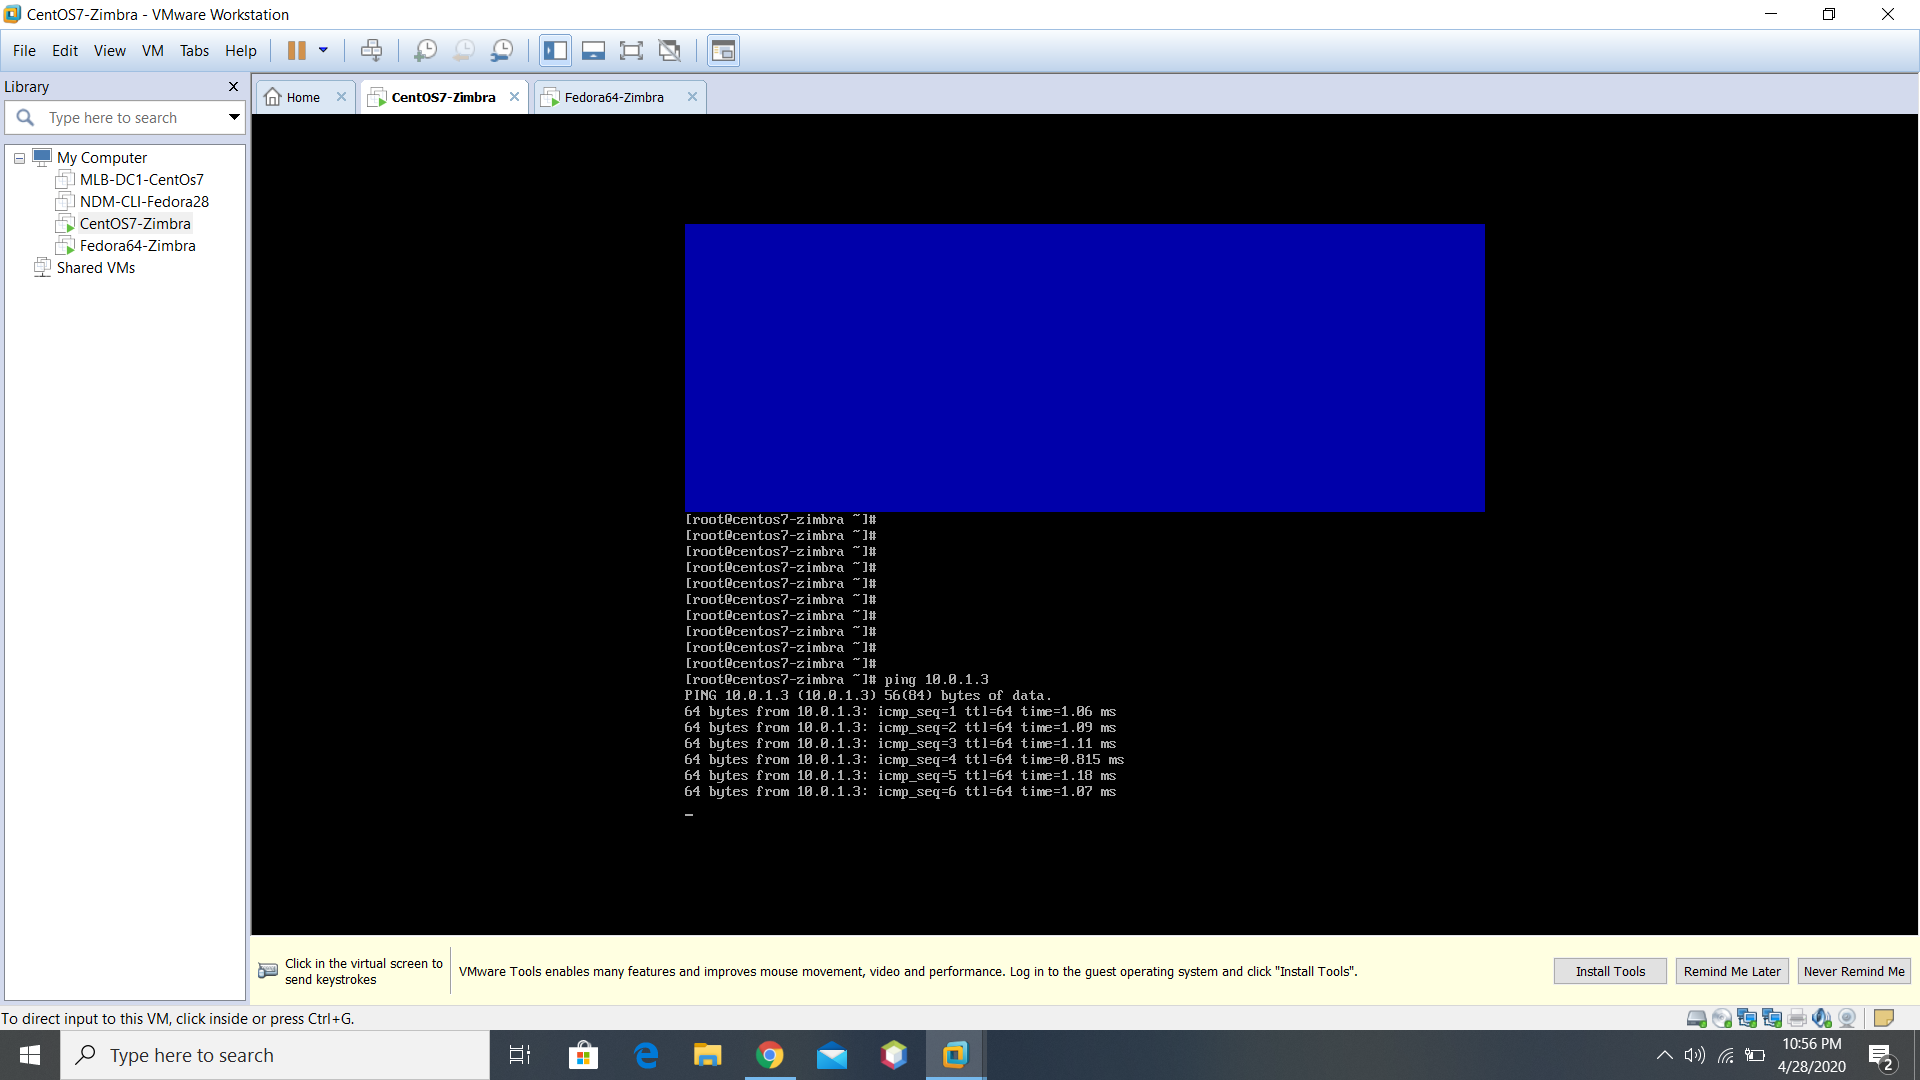 CentOS7-Zimbra - VMware Workstation
File Edit View VM Tabs Help
Library
Type here to search
My Computer
MLB-DC1-CentOs7
NDM-CLI-Fedora28
CentOS7-Zimbra
Fedora64-Zimbra
Shared VMs
Home CentOS7-Zimbra Fedora64-Zimbra
[root@centos7-zimbra ~]#
[root@centos7-zimbra ~]#
[root@centos7-zimbra ~]#
[root@centos7-zimbra ~]#
[root@centos7-zimbra ~]#
[root@centos7-zimbra ~]#
[root@centos7-zimbra ~]#
[root@centos7-zimbra ~]#
[root@centos7-zimbra ~]#
[root@centos7-zimbra ~]#
[root@centos7-zimbra ~]# ping 10.0.1.3
PING 10.0.1.3 (10.0.1.3) 56(84) bytes of data.
64 bytes from 10.0.1.3: icmp_seq=1 ttl=64 time=1.06 ms
64 bytes from 10.0.1.3: icmp_seq=2 ttl=64 time=1.09 ms
64 bytes from 10.0.1.3: icmp_seq=3 ttl=64 time=1.11 ms
64 bytes from 10.0.1.3: icmp_seq=4 ttl=64 time=0.815 ms
64 bytes from 10.0.1.3: icmp_seq=5 ttl=64 time=1.18 ms
64 bytes from 10.0.1.3: icmp_seq=6 ttl=64 time=1.07 ms
Click in the virtual screen to
send keystrokes
VMware Tools enables many features and improves mouse movement, video and performance. Log in to the guest operating system and click "Install Tools".
Install Tools Remind Me Later Never Remind Me
To direct input to this VM, click inside or press Ctrl+G.
Type here to search
10:56 PM
4/28/2020
2